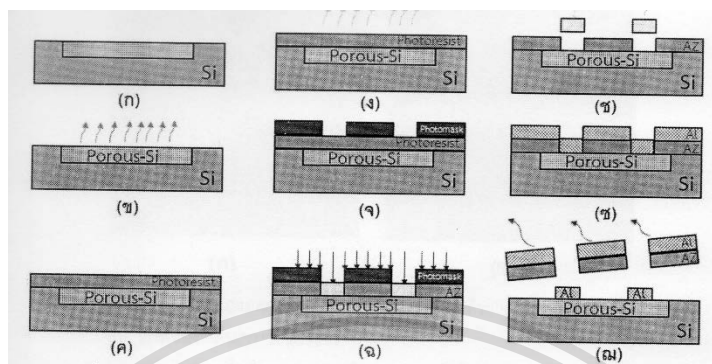 Si
(ก)
Porous-Si
Si
(ข)
Photoresist
Porous-Si
Si
(ค)
Photoresist
Porous-Si
Si
(ง)
Photomask
Photoresist
Porous-Si
Si
(จ)
Photomask
AZ
Porous-Si
Si
(ฉ)
AZ
Porous-Si
Si
(ช)
Al
AZ
Porous-Si
Si
(ซ)
Al
AZ
Al
Al
Porous-Si
Si
(ฌ)